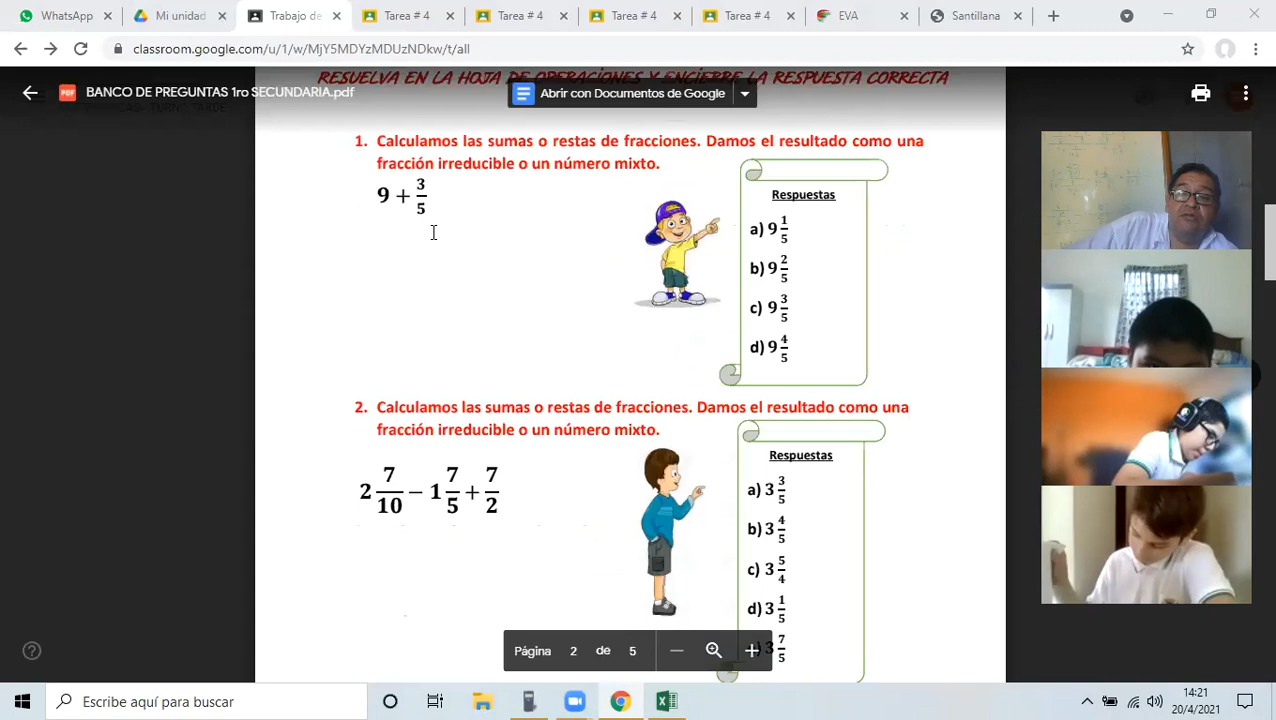 WhatsApp
Mi unidad
Trabajo de
Tarea # 4
Tarea # 4
Tarea # 4
Tarea # 4
EVA
Santillana
classroom.google.com/u/1/w/MjY5MDYzMDUzNDkw/t/all
RESUELVA EN LA HOJA DE OPERACIONES Y ENCIERRE LA RESPUESTA CORRECTA
PDF BANCO DE PREGUNTAS 1ro SECUNDARIA.pdf
Abrir con Documentos de Google
1. Calculamos las sumas o restas de fracciones. Damos el resultado como una
fracción irreducible o un número mixto.
9 + 3/5
Respuestas
a) 9 1/5
b) 9 2/5
c) 9 3/5
d) 9 4/5
2. Calculamos las sumas o restas de fracciones. Damos el resultado como una
fracción irreducible o un número mixto.
2 7/10 − 1 7/5 + 7/2
Respuestas
a) 3 3/5
b) 3 4/5
c) 3 5/4
d) 3 1/5
3 7/5
Página 2 de 5
Escribe aquí para buscar
14:21
20/4/2021